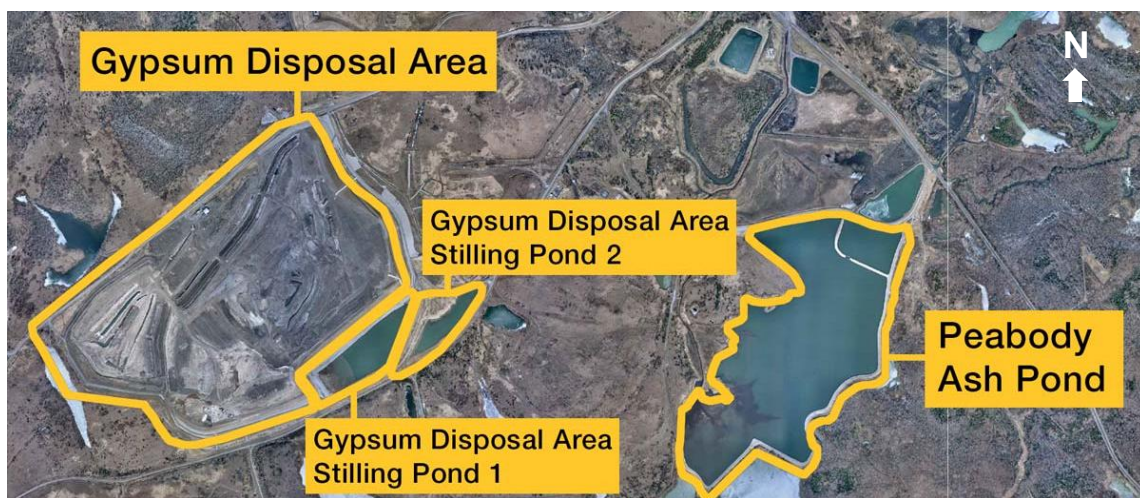 Gypsum Disposal Area
N
Gypsum Disposal Area
Stilling Pond 2
Peabody
Ash Pond
Gypsum Disposal Area
Stilling Pond 1